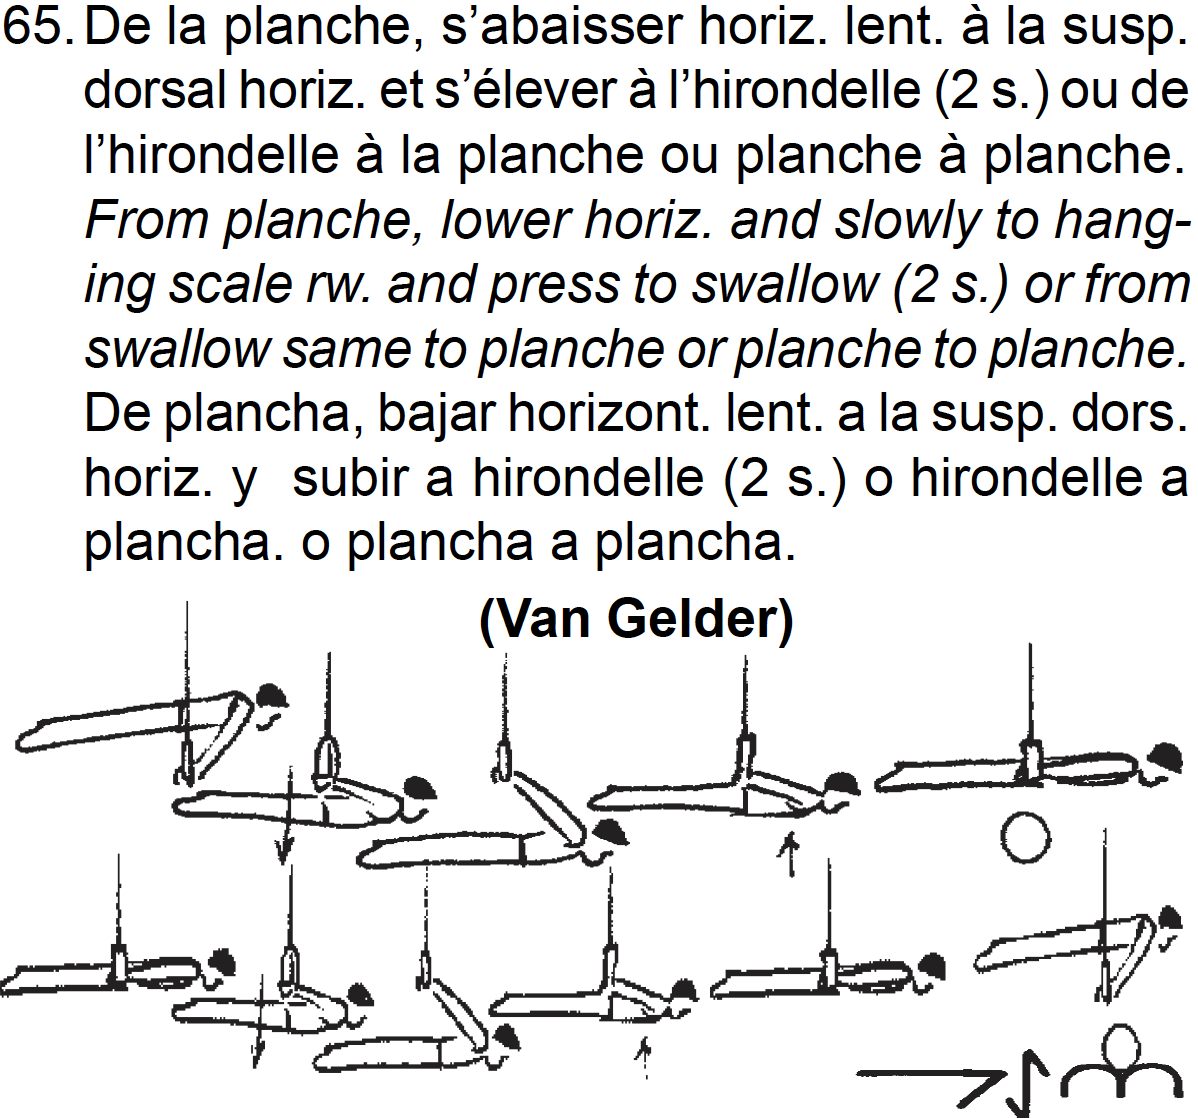 65. De la planche, s’abaisser horiz. lent. à la susp.
dorsal horiz. et s’élever à l’hirondelle (2 s.) ou de
l’hirondelle à la planche ou planche à planche.
From planche, lower horiz. and slowly to hang-
ing scale rw. and press to swallow (2 s.) or from
swallow same to planche or planche to planche.
De plancha, bajar horizont. lent. a la susp. dors.
horiz. y subir a hirondelle (2 s.) o hirondelle a
plancha. o plancha a plancha.
(Van Gelder)